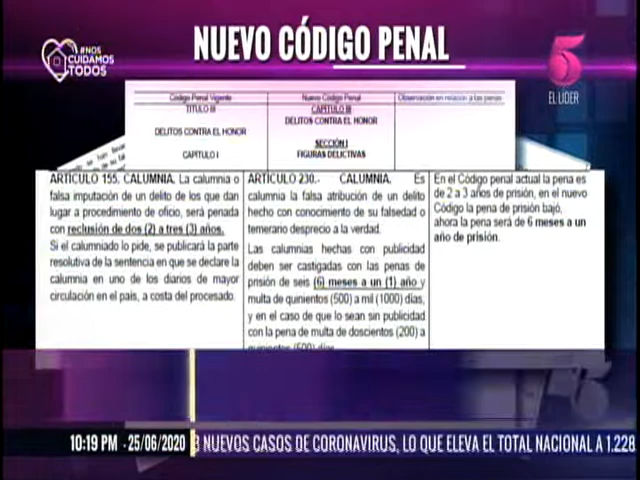 #NOS
CUIDAMOS
TODOS
NUEVO CÓDIGO PENAL
5
EL LIDER
Código Penal Vigente
Nuevo Código Penal
Observación en relación a las penas
TITULO III
CAPITULO III
DELITOS CONTRA EL HONOR
DELITOS CONTRA EL HONOR
SECCIÓN I
CAPITULO I
FIGURAS DELICTIVAS
ARTICULO 155. CALUMNIA. La calumnia o
falsa imputación de un delito de los que dan
lugar a procedimiento de oficio, será penada
con reclusión de dos (2) a tres (3) años.
Si el calumniado lo pide, se publicará la parte
resolutiva de la sentencia en que se declare la
calumnia en uno de los diarios de mayor
circulación en el país, a costa del procesado.
ARTICULO 230.- CALUMNIA. Es
calumnia la falsa atribución de un delito
hecho con conocimiento de su falsedad o
temerario desprecio a la verdad.
Las calumnias hechas con publicidad
deben ser castigadas con las penas de
prisión de seis (6) meses a un (1) año y
multa de quinientos (500) a mil (1000) días,
y en el caso de que lo sean sin publicidad
con la pena de multa de doscientos (200) a
quinientos (500) días
En el Código penal actual la pena es
de 2 a 3 años de prisión, en el nuevo
Código la pena de prisión bajó,
ahora la pena será de 6 meses a un
año de prisión.
10:19 PM - 25/06/2020
3 NUEVOS CASOS DE CORONAVIRUS, LO QUE ELEVA EL TOTAL NACIONAL A 1.228